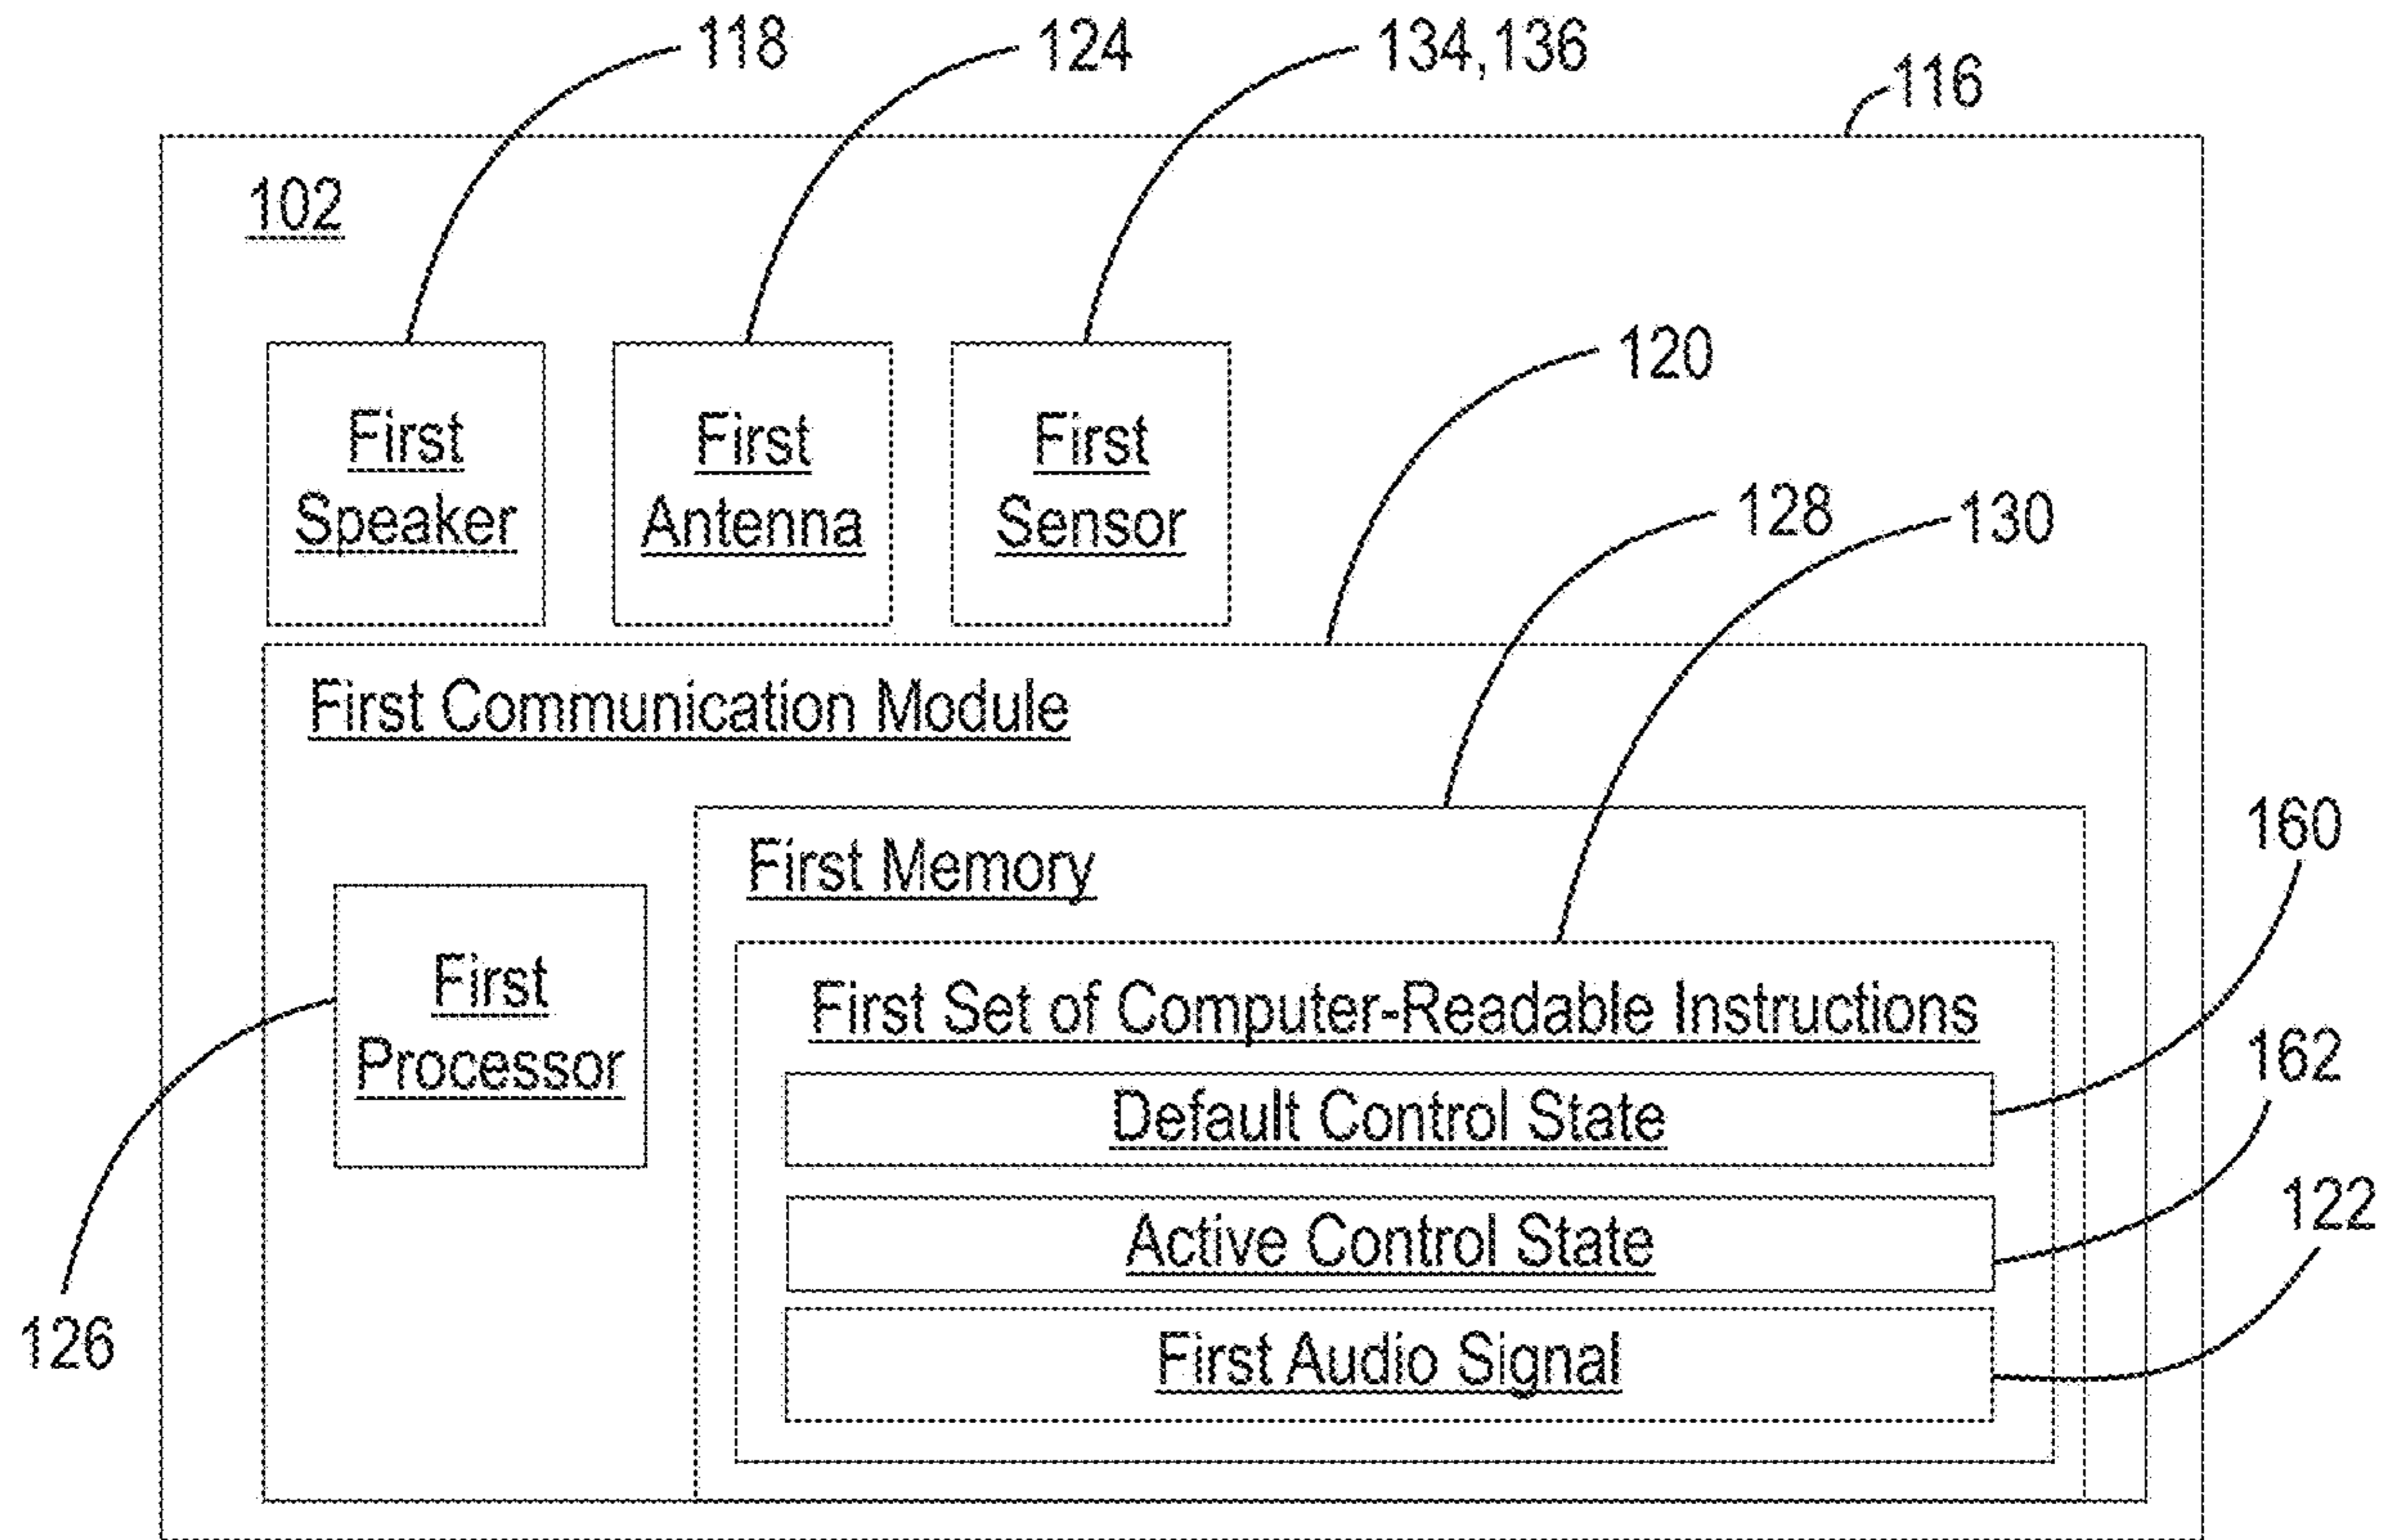 118
124
134,136
116
102
120
First
Speaker
First
Antenna
First
Sensor
128
130
First Communication Module
160
First Memory
First
Processor
First Set of Computer-Readable Instructions
162
Default Control State
122
Active Control State
126
First Audio Signal